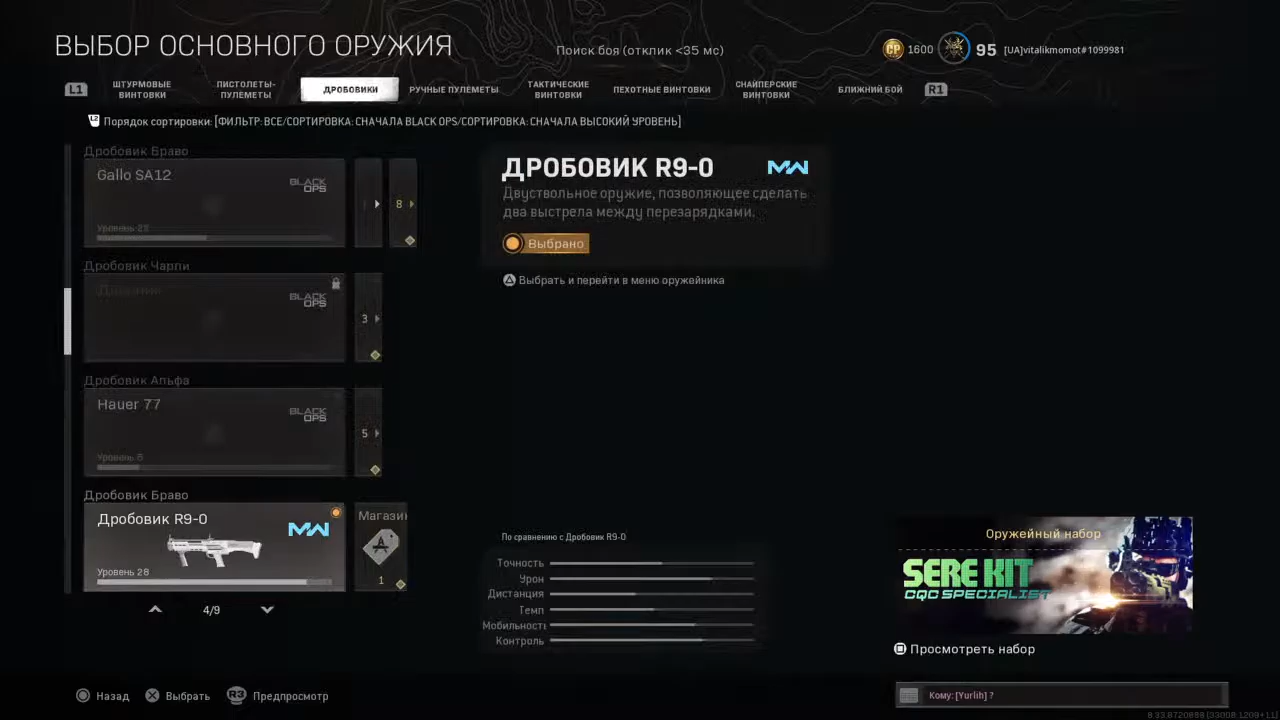 ВЫБОР ОСНОВНОГО ОРУЖИЯ
Поиск боя (отклик <35 мс)
CP 1600
95 [UA]vitalikmomot#1099981
L1
ШТУРМОВЫЕ ВИНТОВКИ
ПИСТОЛЕТЫ-ПУЛЕМЕТЫ
ДРОБОВИКИ
РУЧНЫЕ ПУЛЕМЕТЫ
ТАКТИЧЕСКИЕ ВИНТОВКИ
ПЕХОТНЫЕ ВИНТОВКИ
СНАЙПЕРСКИЕ ВИНТОВКИ
БЛИЖНИЙ БОЙ
R1
L2 Порядок сортировки: [ФИЛЬТР: ВСЕ/СОРТИРОВКА: СНАЧАЛА BLACK OPS/СОРТИРОВКА: СНАЧАЛА ВЫСОКИЙ УРОВЕНЬ]
Дробовик Браво
Gallo SA12
BLACK OPS
8
Уровень 28
Дробовик Чарли
BLACK OPS
3
Дробовик Альфа
Hauer 77
BLACK OPS
5
Уровень 6
Дробовик Браво
Дробовик R9-0
MW
Уровень 28
Магазин
1
4/9
ДРОБОВИК R9-0
MW
Двуствольное оружие, позволяющее сделать
два выстрела между перезарядками.
Выбрано
Выбрать и перейти в меню оружейника
По сравнению с Дробовик R9-0
Точность
Урон
Дистанция
Темп
Мобильность
Контроль
Оружейный набор
SERE KIT
CQC SPECIALIST
Просмотреть набор
Назад
Выбрать
R3 Предпросмотр
Кому: [Yurlih] ?